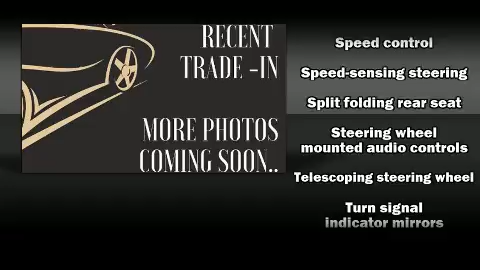 RECENT
TRADE -IN
MORE PHOTOS
COMING SOON..
Speed control
Speed-sensing steering
Split folding rear seat
Steering wheel
mounted audio controls
Telescoping steering wheel
Turn signal
indicator mirrors